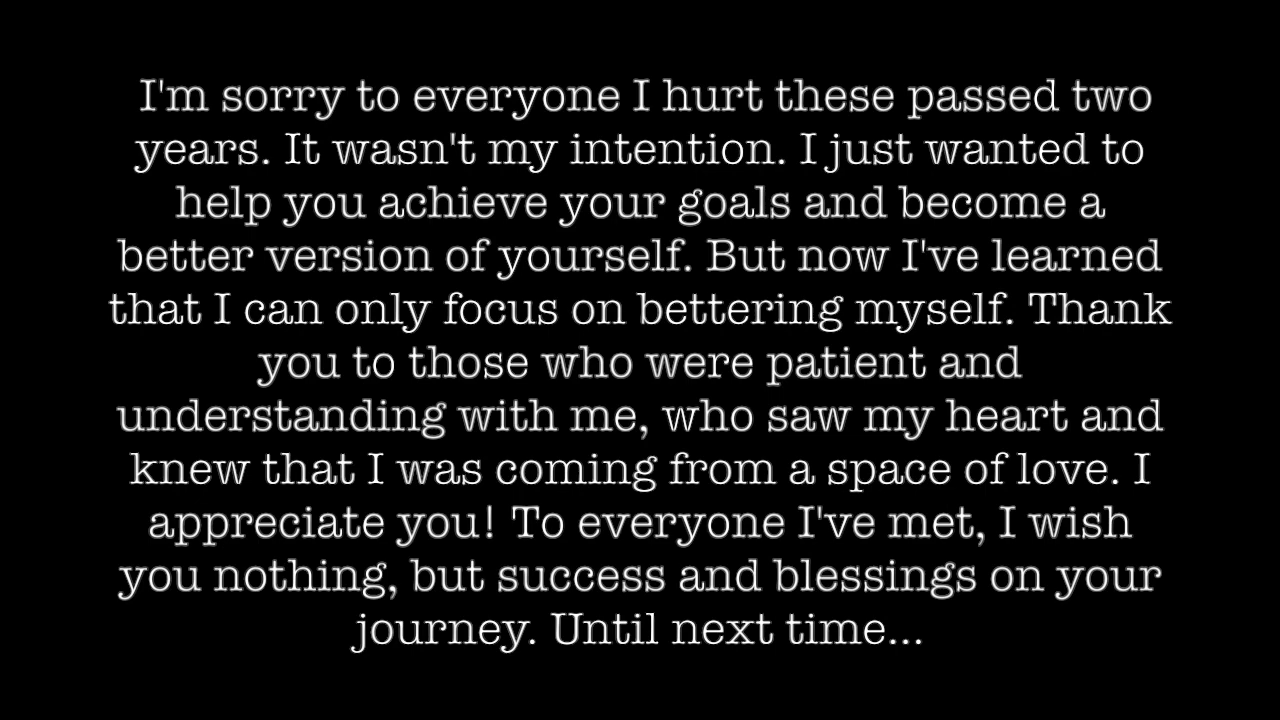 I'm sorry to everyone I hurt these passed two
years. It wasn't my intention. I just wanted to
help you achieve your goals and become a
better version of yourself. But now I've learned
that I can only focus on bettering myself. Thank
you to those who were patient and
understanding with me, who saw my heart and
knew that I was coming from a space of love. I
appreciate you! To everyone I've met, I wish
you nothing, but success and blessings on your
journey. Until next time...